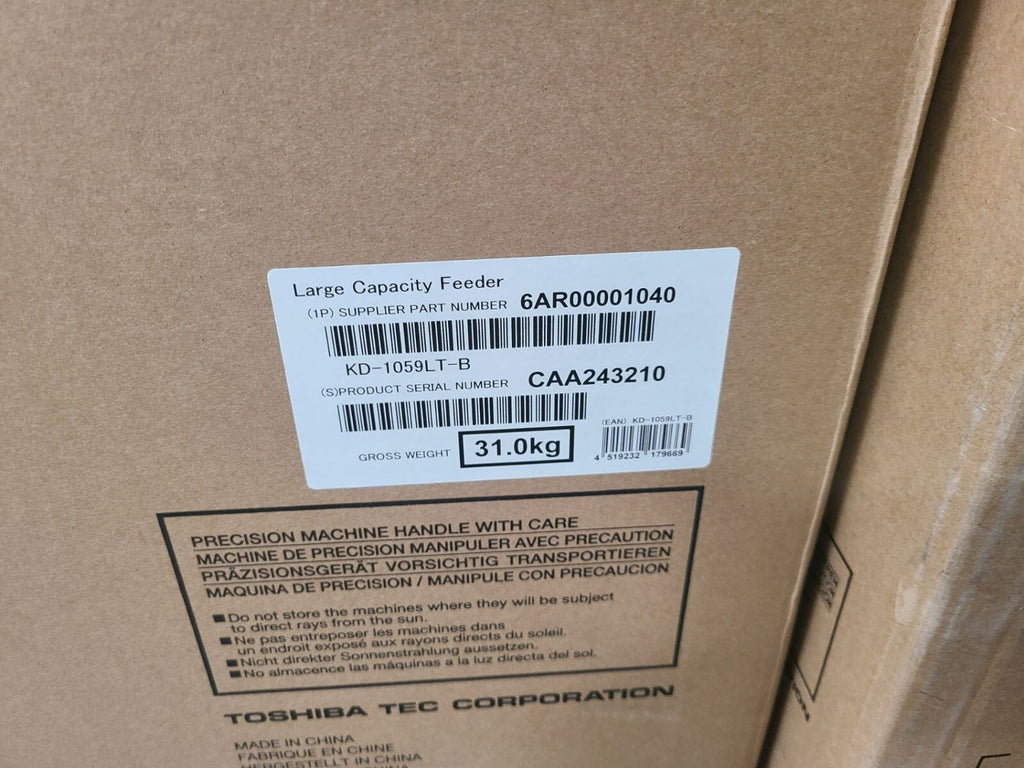 Large Capacity Feeder
(1P) SUPPLIER PART NUMBER 6AR00001040
KD-1059LT-B
(S)PRODUCT SERIAL NUMBER CAA243210
(EAN) KD-1059LT-B
GROSS WEIGHT 31.0kg
4 519232 179669
PRECISION MACHINE HANDLE WITH CARE
MACHINE DE PRECISION MANIPULER AVEC PRECAUTION
PRÄZISIONSGERÄT VORSICHTIG TRANSPORTIEREN
MAQUINA DE PRECISION / MANIPULE CON PRECAUCION
■Do not store the machines where they will be subject
to direct rays from the sun.
■Ne pas entreposer les machines dans
un endroit exposé aux rayons directs du soleil.
■Nicht direkter Sonnenstrahlung aussetzen.
■No almacence las máquinas a la luz directa del sol.
TOSHIBA TEC CORPORATION
MADE IN CHINA
FABRIQUE EN CHINE
HERGESTELLT IN CHINA